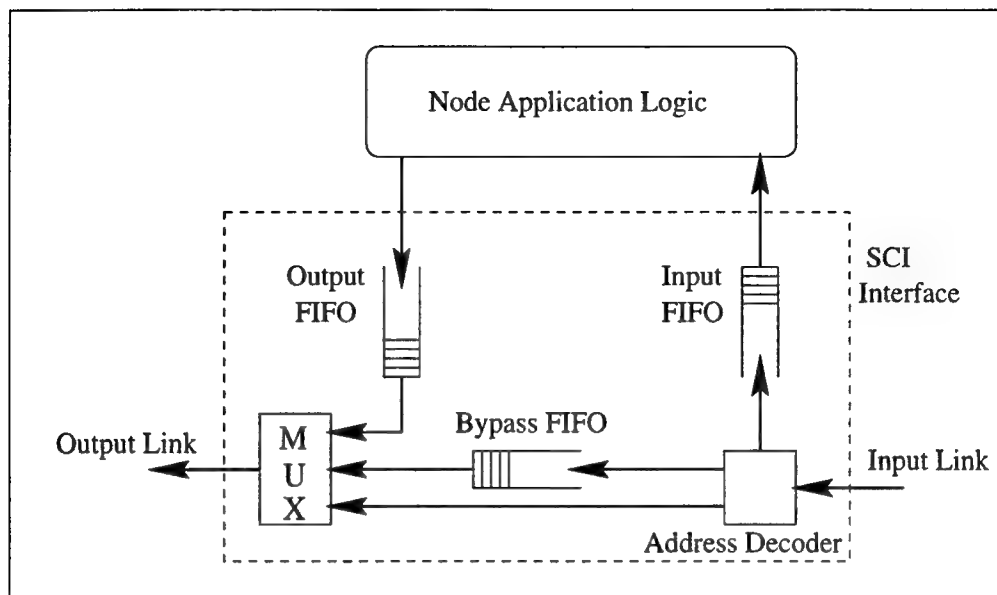 Node Application Logic
Output
FIFO
Input
FIFO
SCI
Interface
Output Link
M
U
X
Bypass FIFO
Input Link
Address Decoder